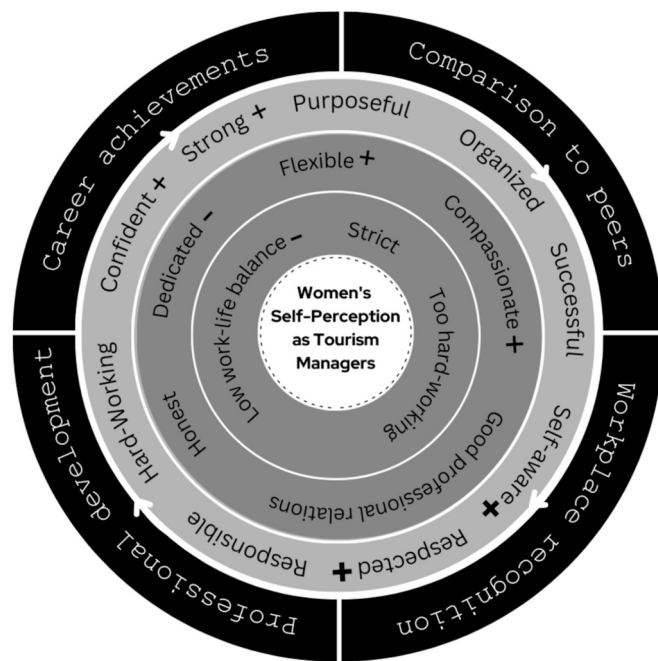 Career achievements
Comparison to peers
Workplace recognition
Professional development
Strong +
Purposeful
Organized
Successful
Self-aware +
Respected +
Responsible
Hard-Working
Confident +
Flexible +
Compassionate +
Good professional relations
Honest
Dedicated -
Low work-life balance -
Strict
Too hard-working
Women's
Self-Perception
as Tourism
Managers